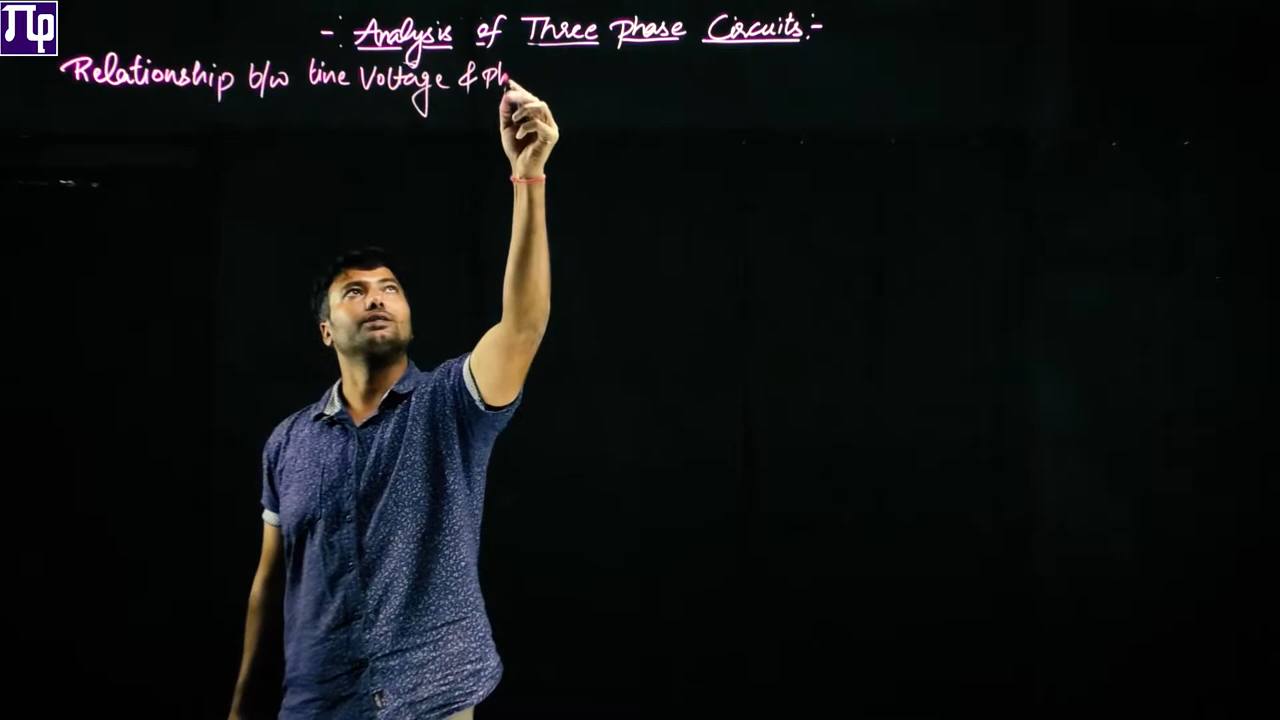 Πφ
-: Analysis of Three phase Circuits:-
Relationship b/w line Voltage & Ph